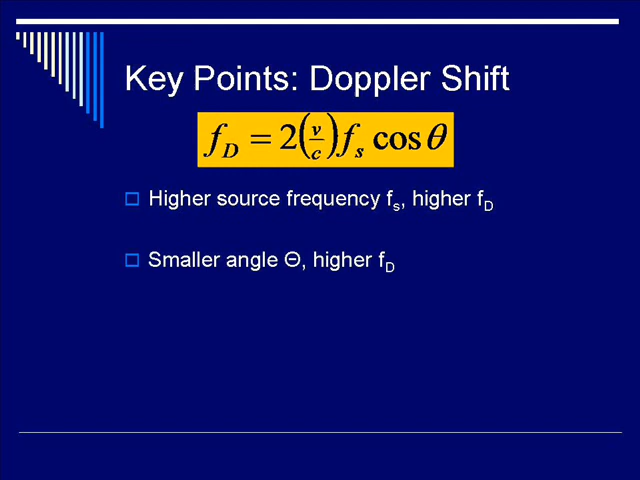 Key Points: Doppler Shift
f_D = 2(v/c)f_s cos θ
Higher source frequency f_s, higher f_D
Smaller angle Θ, higher f_D